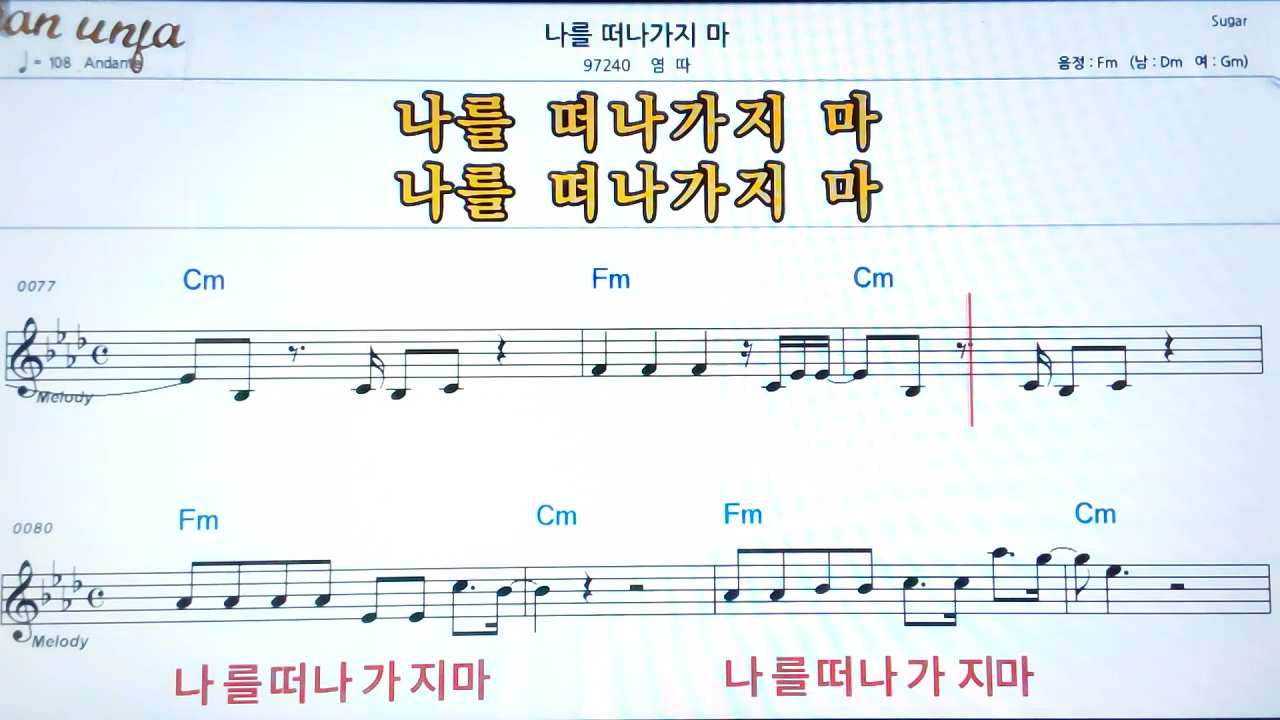 an unja
Sugar
나를 떠나가지 마
♩= 108 Andante
97240 염 따
음정 : Fm (남 : Dm 여 : Gm)
나를 떠나가지 마
나를 떠나가지 마
0077 Cm Fm Cm
Melody
0080 Fm Cm Fm Cm
Melody
나 를 떠 나 가 지 마 나 를 떠 나 가 지 마